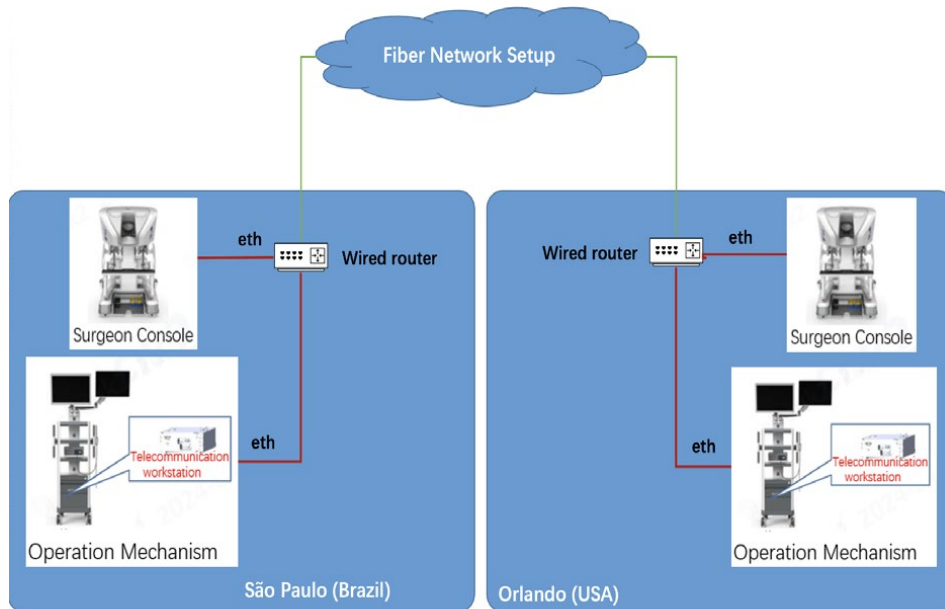 Fiber Network Setup
eth
Wired router
Surgeon Console
Telecommunication
workstation
eth
Operation Mechanism
São Paulo (Brazil)
Wired router
eth
Surgeon Console
eth
Telecommunication
workstation
Operation Mechanism
Orlando (USA)